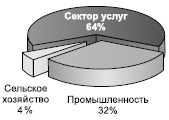 Сектор услуг
64%
Сельское
хозяйство
4%
Промышленность
32%